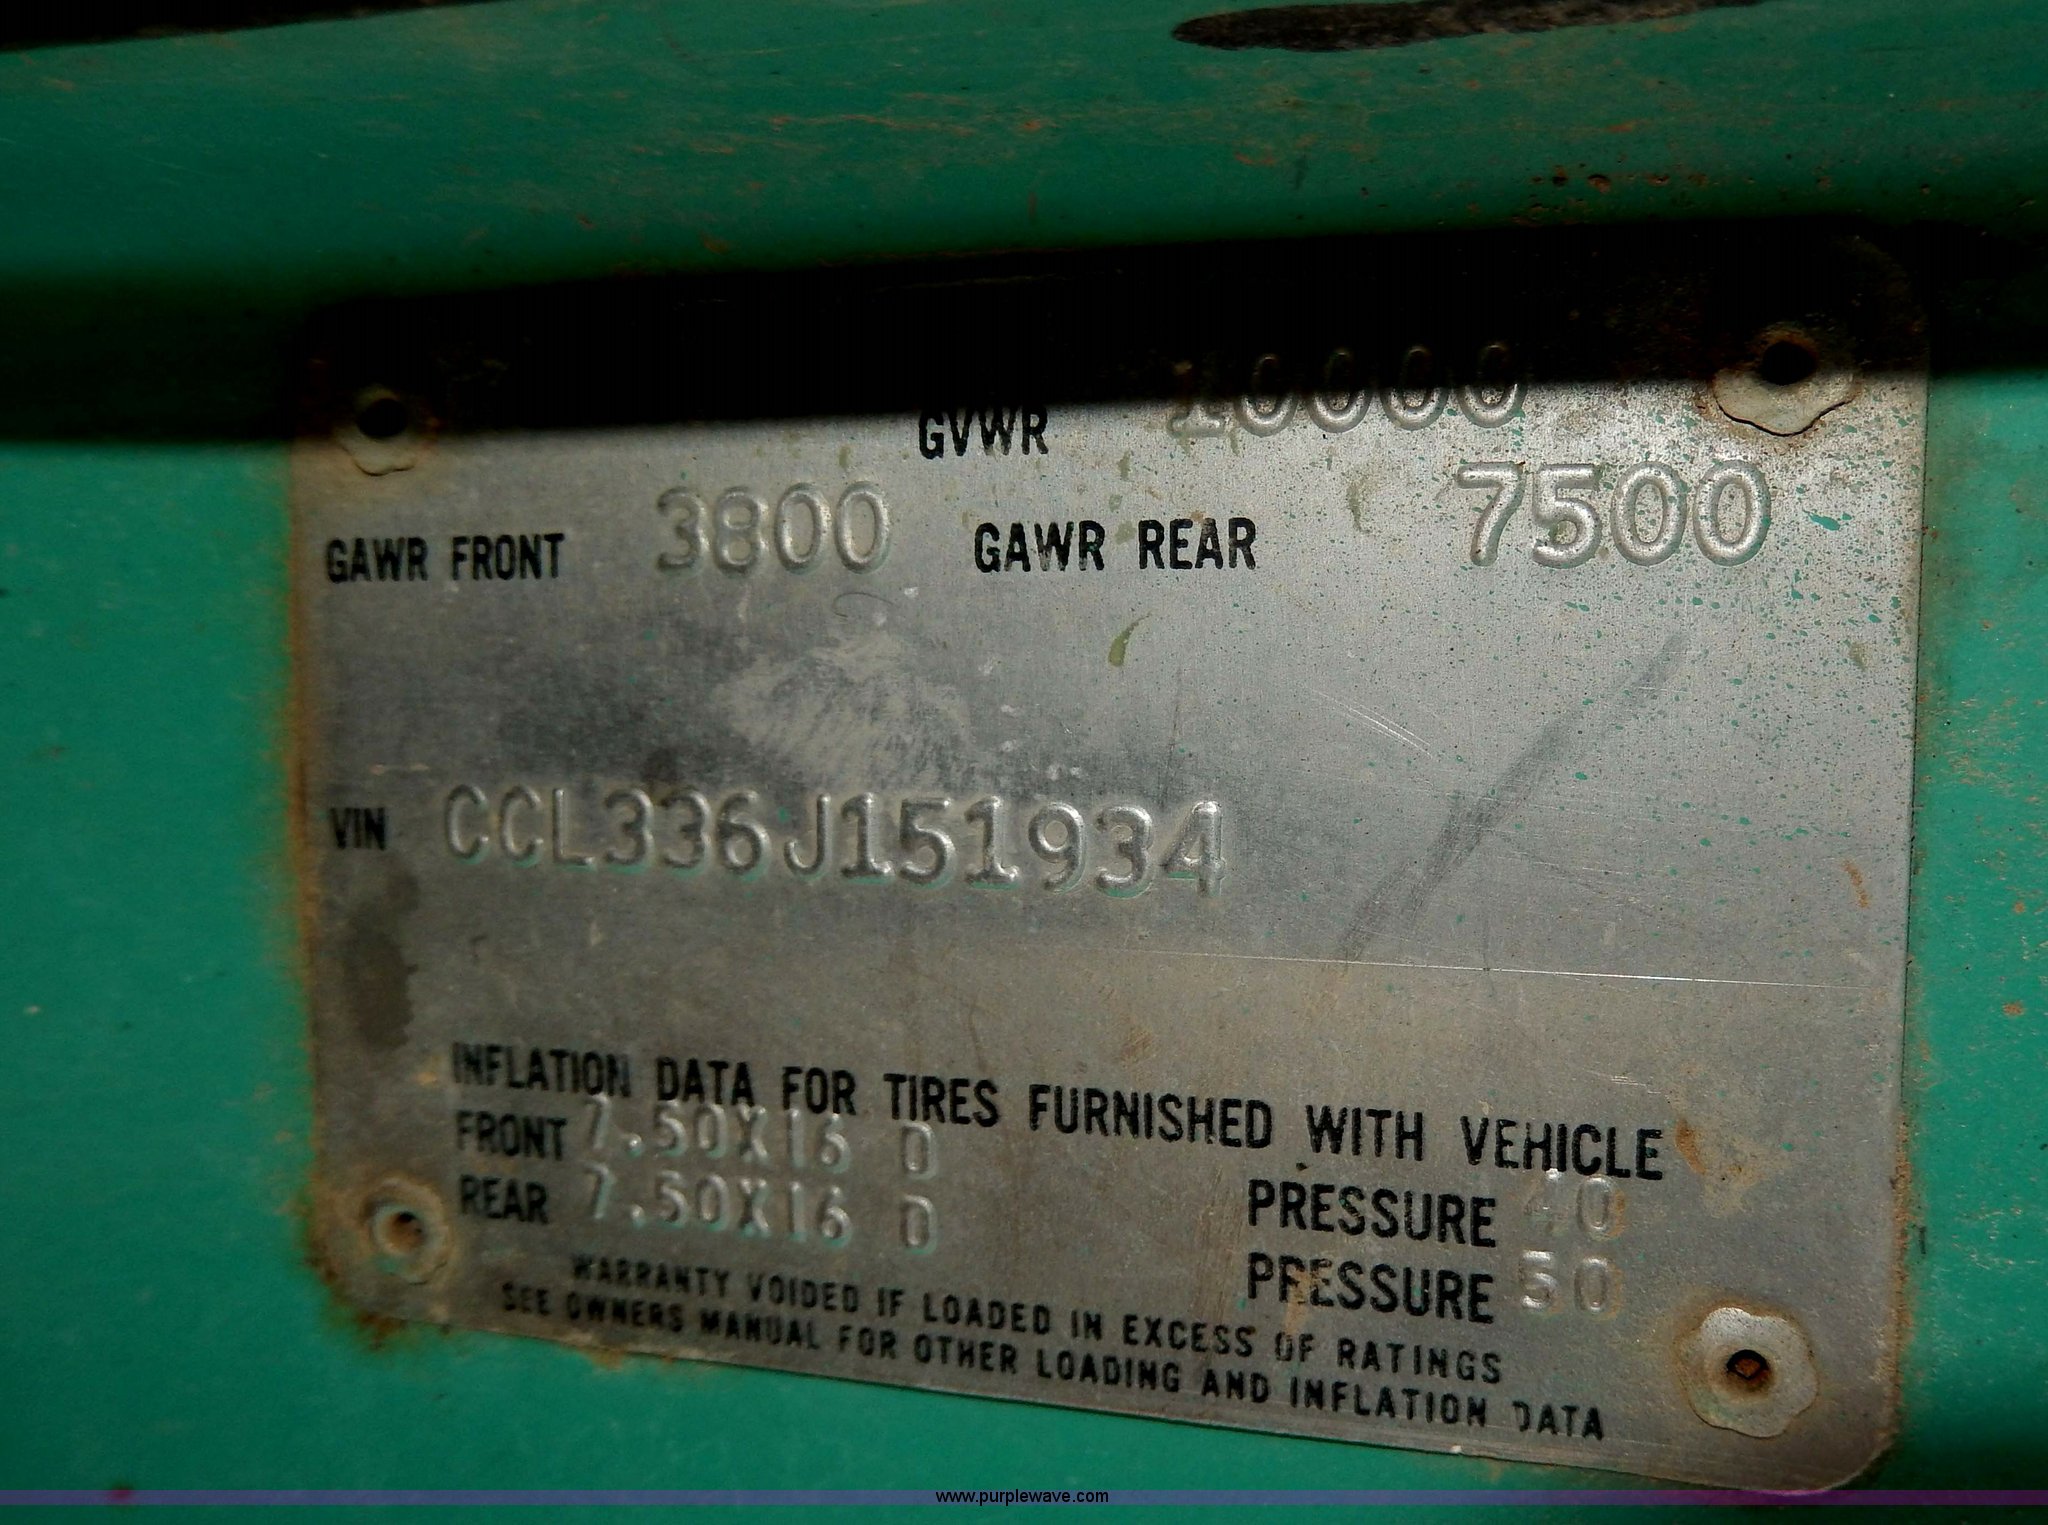 GVWR 10000
GAWR FRONT 3800 GAWR REAR 7500
VIN CCL336J151934
INFLATION DATA FOR TIRES FURNISHED WITH VEHICLE
FRONT 7.50X16 D PRESSURE 40
REAR 7.50X16 D PRESSURE 50
WARRANTY VOIDED IF LOADED IN EXCESS OF RATINGS
SEE OWNERS MANUAL FOR OTHER LOADING AND INFLATION DATA
www.purplewave.com